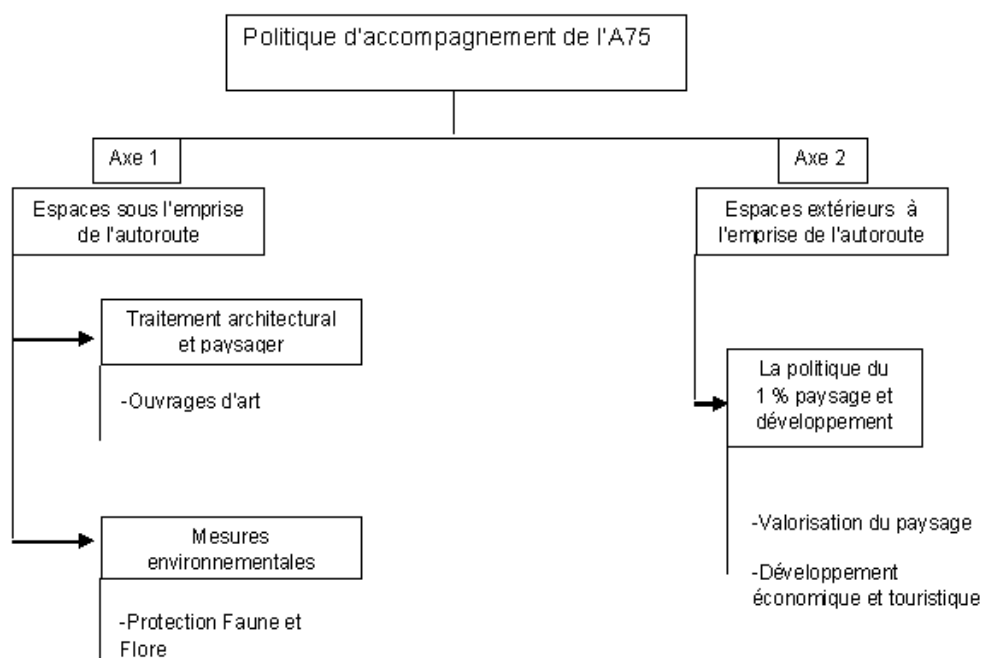 Politique d'accompagnement de l'A75
Axe 1
Espaces sous l'emprise
de l'autoroute
Traitement architectural
et paysager
-Ouvrages d'art
Mesures
environnementales
-Protection Faune et
Flore
Axe 2
Espaces extérieurs à
l'emprise de l'autoroute
La politique du
1 % paysage et
développement
-Valorisation du paysage
-Développement
économique et touristique